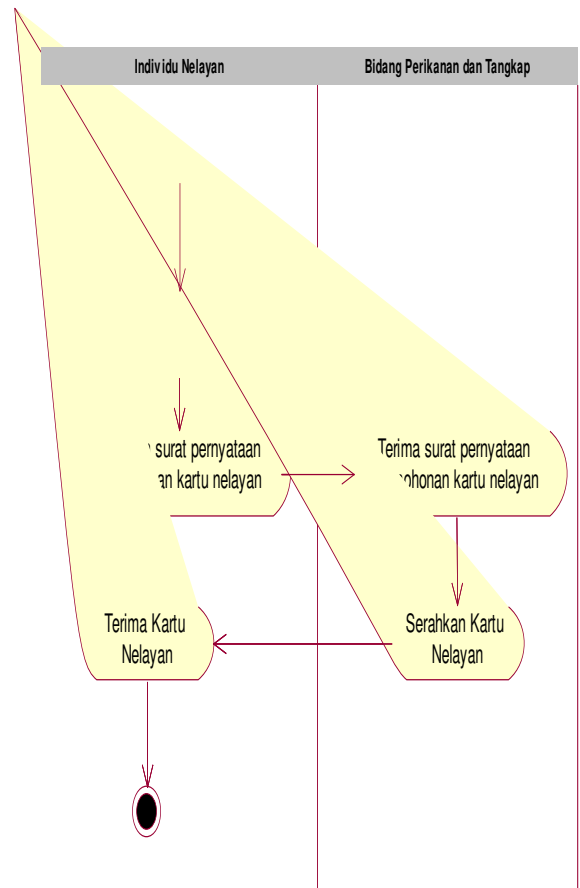 Individu Nelayan
Bidang Perikanan dan Tangkap
surat pernyataan
kartu nelayan
Terima surat pernyataan
kartu nelayan
Terima Kartu
Nelayan
Serahkan Kartu
Nelayan